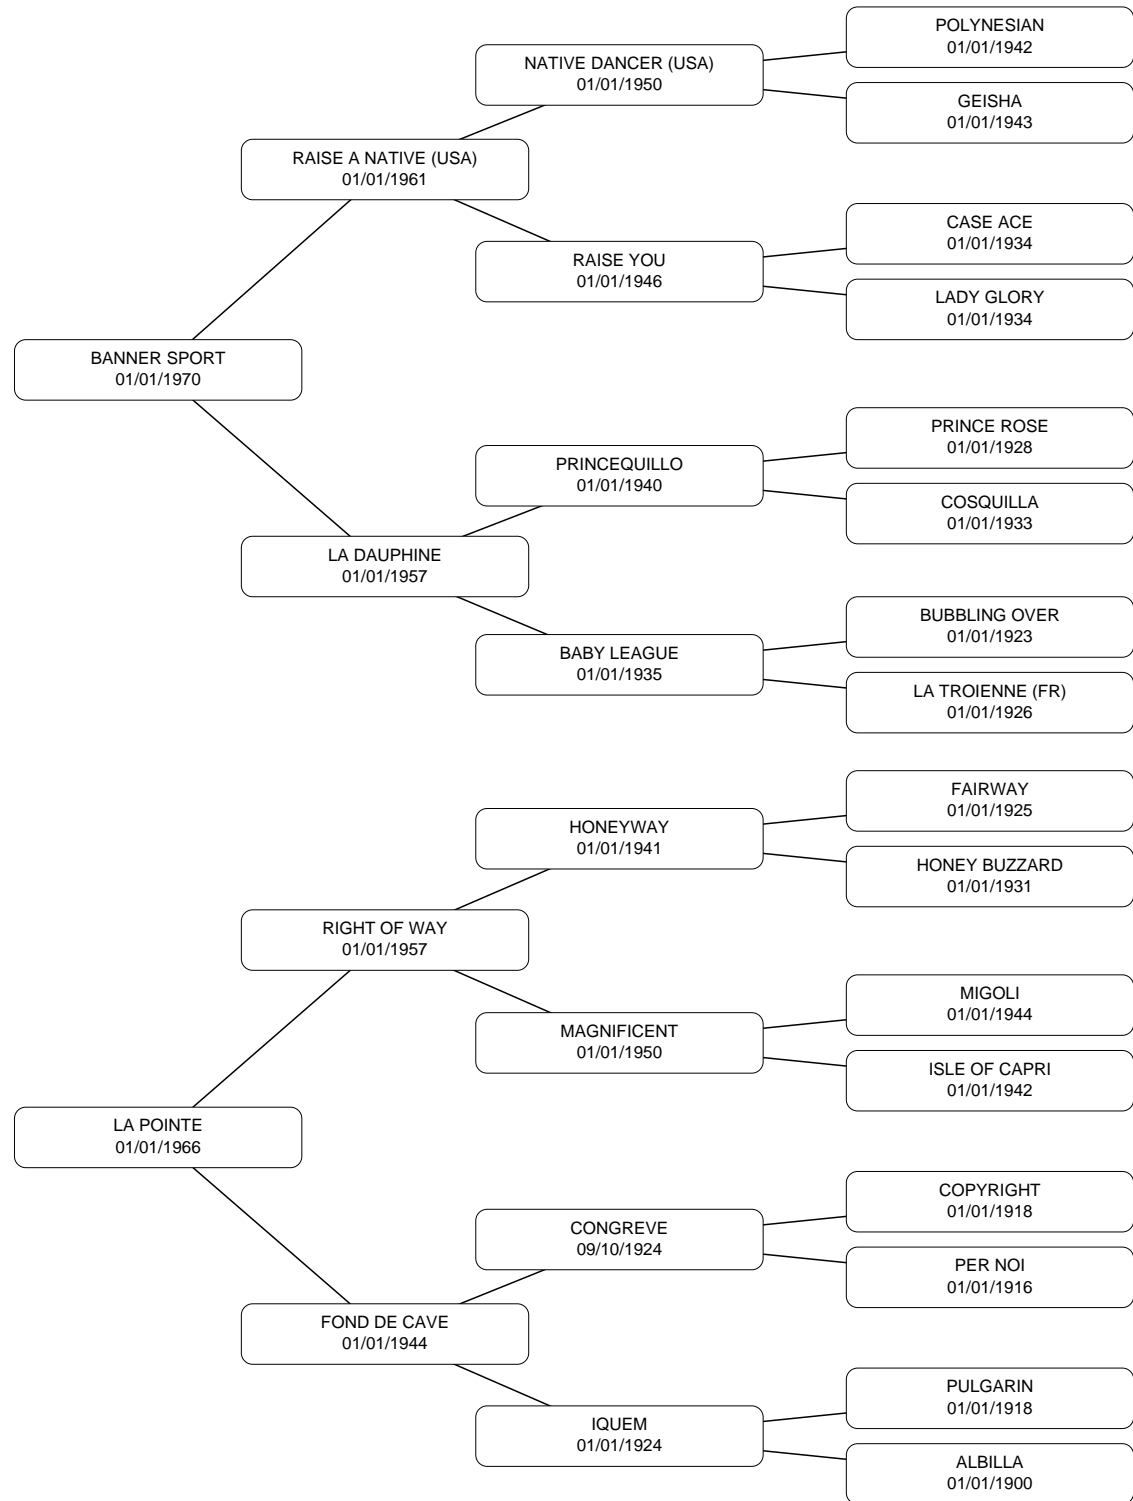 POLYNESIAN
01/01/1942
NATIVE DANCER (USA)
01/01/1950
GEISHA
01/01/1943
RAISE A NATIVE (USA)
01/01/1961
CASE ACE
01/01/1934
RAISE YOU
01/01/1946
LADY GLORY
01/01/1934
BANNER SPORT
01/01/1970
PRINCE ROSE
01/01/1928
PRINCEQUILLO
01/01/1940
COSQUILLA
01/01/1933
LA DAUPHINE
01/01/1957
BUBBLING OVER
01/01/1923
BABY LEAGUE
01/01/1935
LA TROIENNE (FR)
01/01/1926
FAIRWAY
01/01/1925
HONEYWAY
01/01/1941
HONEY BUZZARD
01/01/1931
RIGHT OF WAY
01/01/1957
MIGOLI
01/01/1944
MAGNIFICENT
01/01/1950
ISLE OF CAPRI
01/01/1942
LA POINTE
01/01/1966
COPYRIGHT
01/01/1918
CONGREVE
09/10/1924
PER NOI
01/01/1916
FOND DE CAVE
01/01/1944
PULGARIN
01/01/1918
IQUEM
01/01/1924
ALBILLA
01/01/1900